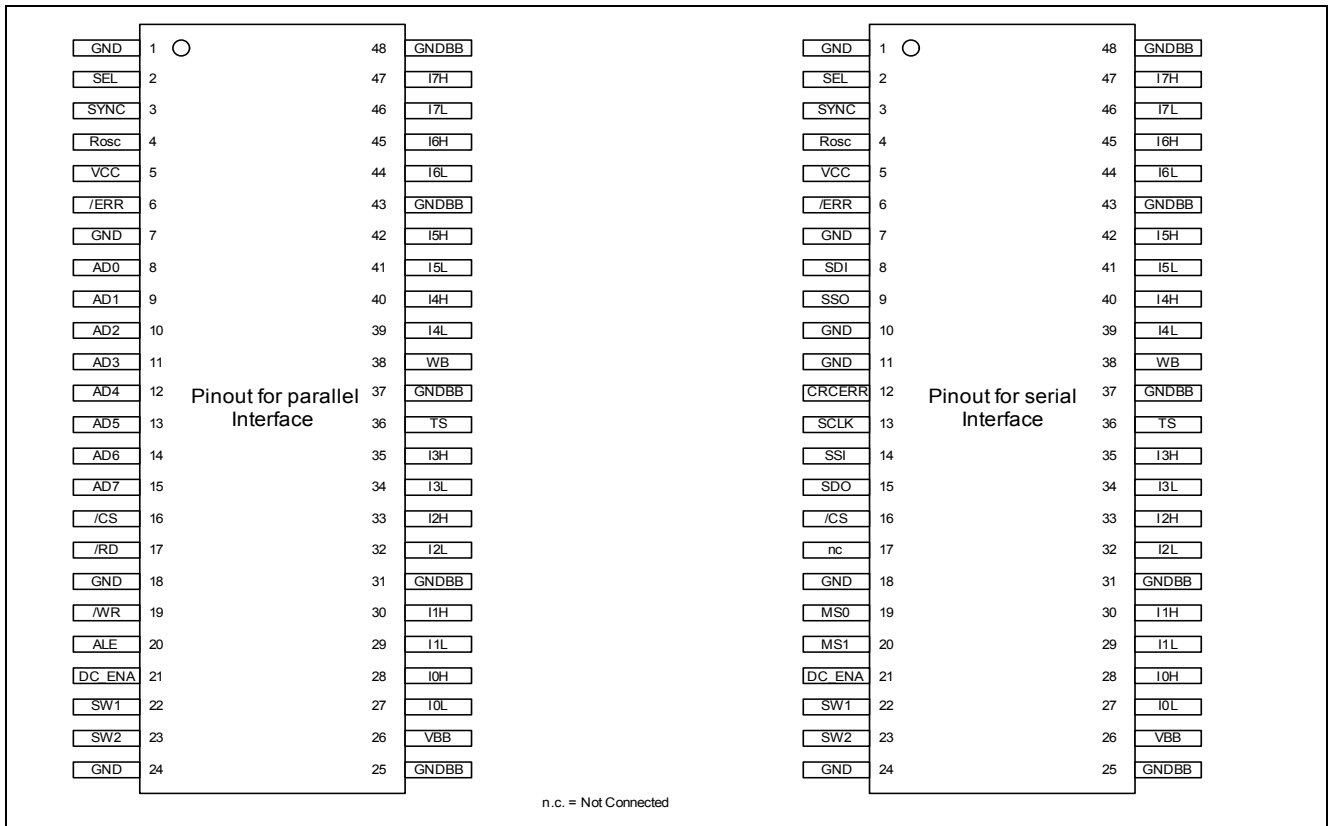 GND 1 48 GNDBB GND 1 48 GNDBB
SEL 2 47 I7H SEL 2 47 I7H
SYNC 3 46 I7L SYNC 3 46 I7L
Rosc 4 45 I6H Rosc 4 45 I6H
VCC 5 44 I6L VCC 5 44 I6L
/ERR 6 43 GNDBB /ERR 6 43 GNDBB
GND 7 42 I5H GND 7 42 I5H
AD0 8 41 I5L SDI 8 41 I5L
AD1 9 40 I4H SSO 9 40 I4H
AD2 10 39 I4L GND 10 39 I4L
AD3 11 38 WB GND 11 38 WB
AD4 12 Pinout for parallel 37 GNDBB CRCERR 12 Pinout for serial 37 GNDBB
AD5 13 Interface 36 TS SCLK 13 Interface 36 TS
AD6 14 35 I3H SSI 14 35 I3H
AD7 15 34 I3L SDO 15 34 I3L
/CS 16 33 I2H /CS 16 33 I2H
/RD 17 32 I2L nc 17 32 I2L
GND 18 31 GNDBB GND 18 31 GNDBB
/WR 19 30 I1H MS0 19 30 I1H
ALE 20 29 I1L MS1 20 29 I1L
DC_ENA 21 28 I0H DC_ENA 21 28 I0H
SW1 22 27 I0L SW1 22 27 I0L
SW2 23 26 VBB SW2 23 26 VBB
GND 24 25 GNDBB GND 24 25 GNDBB
n.c. = Not Connected